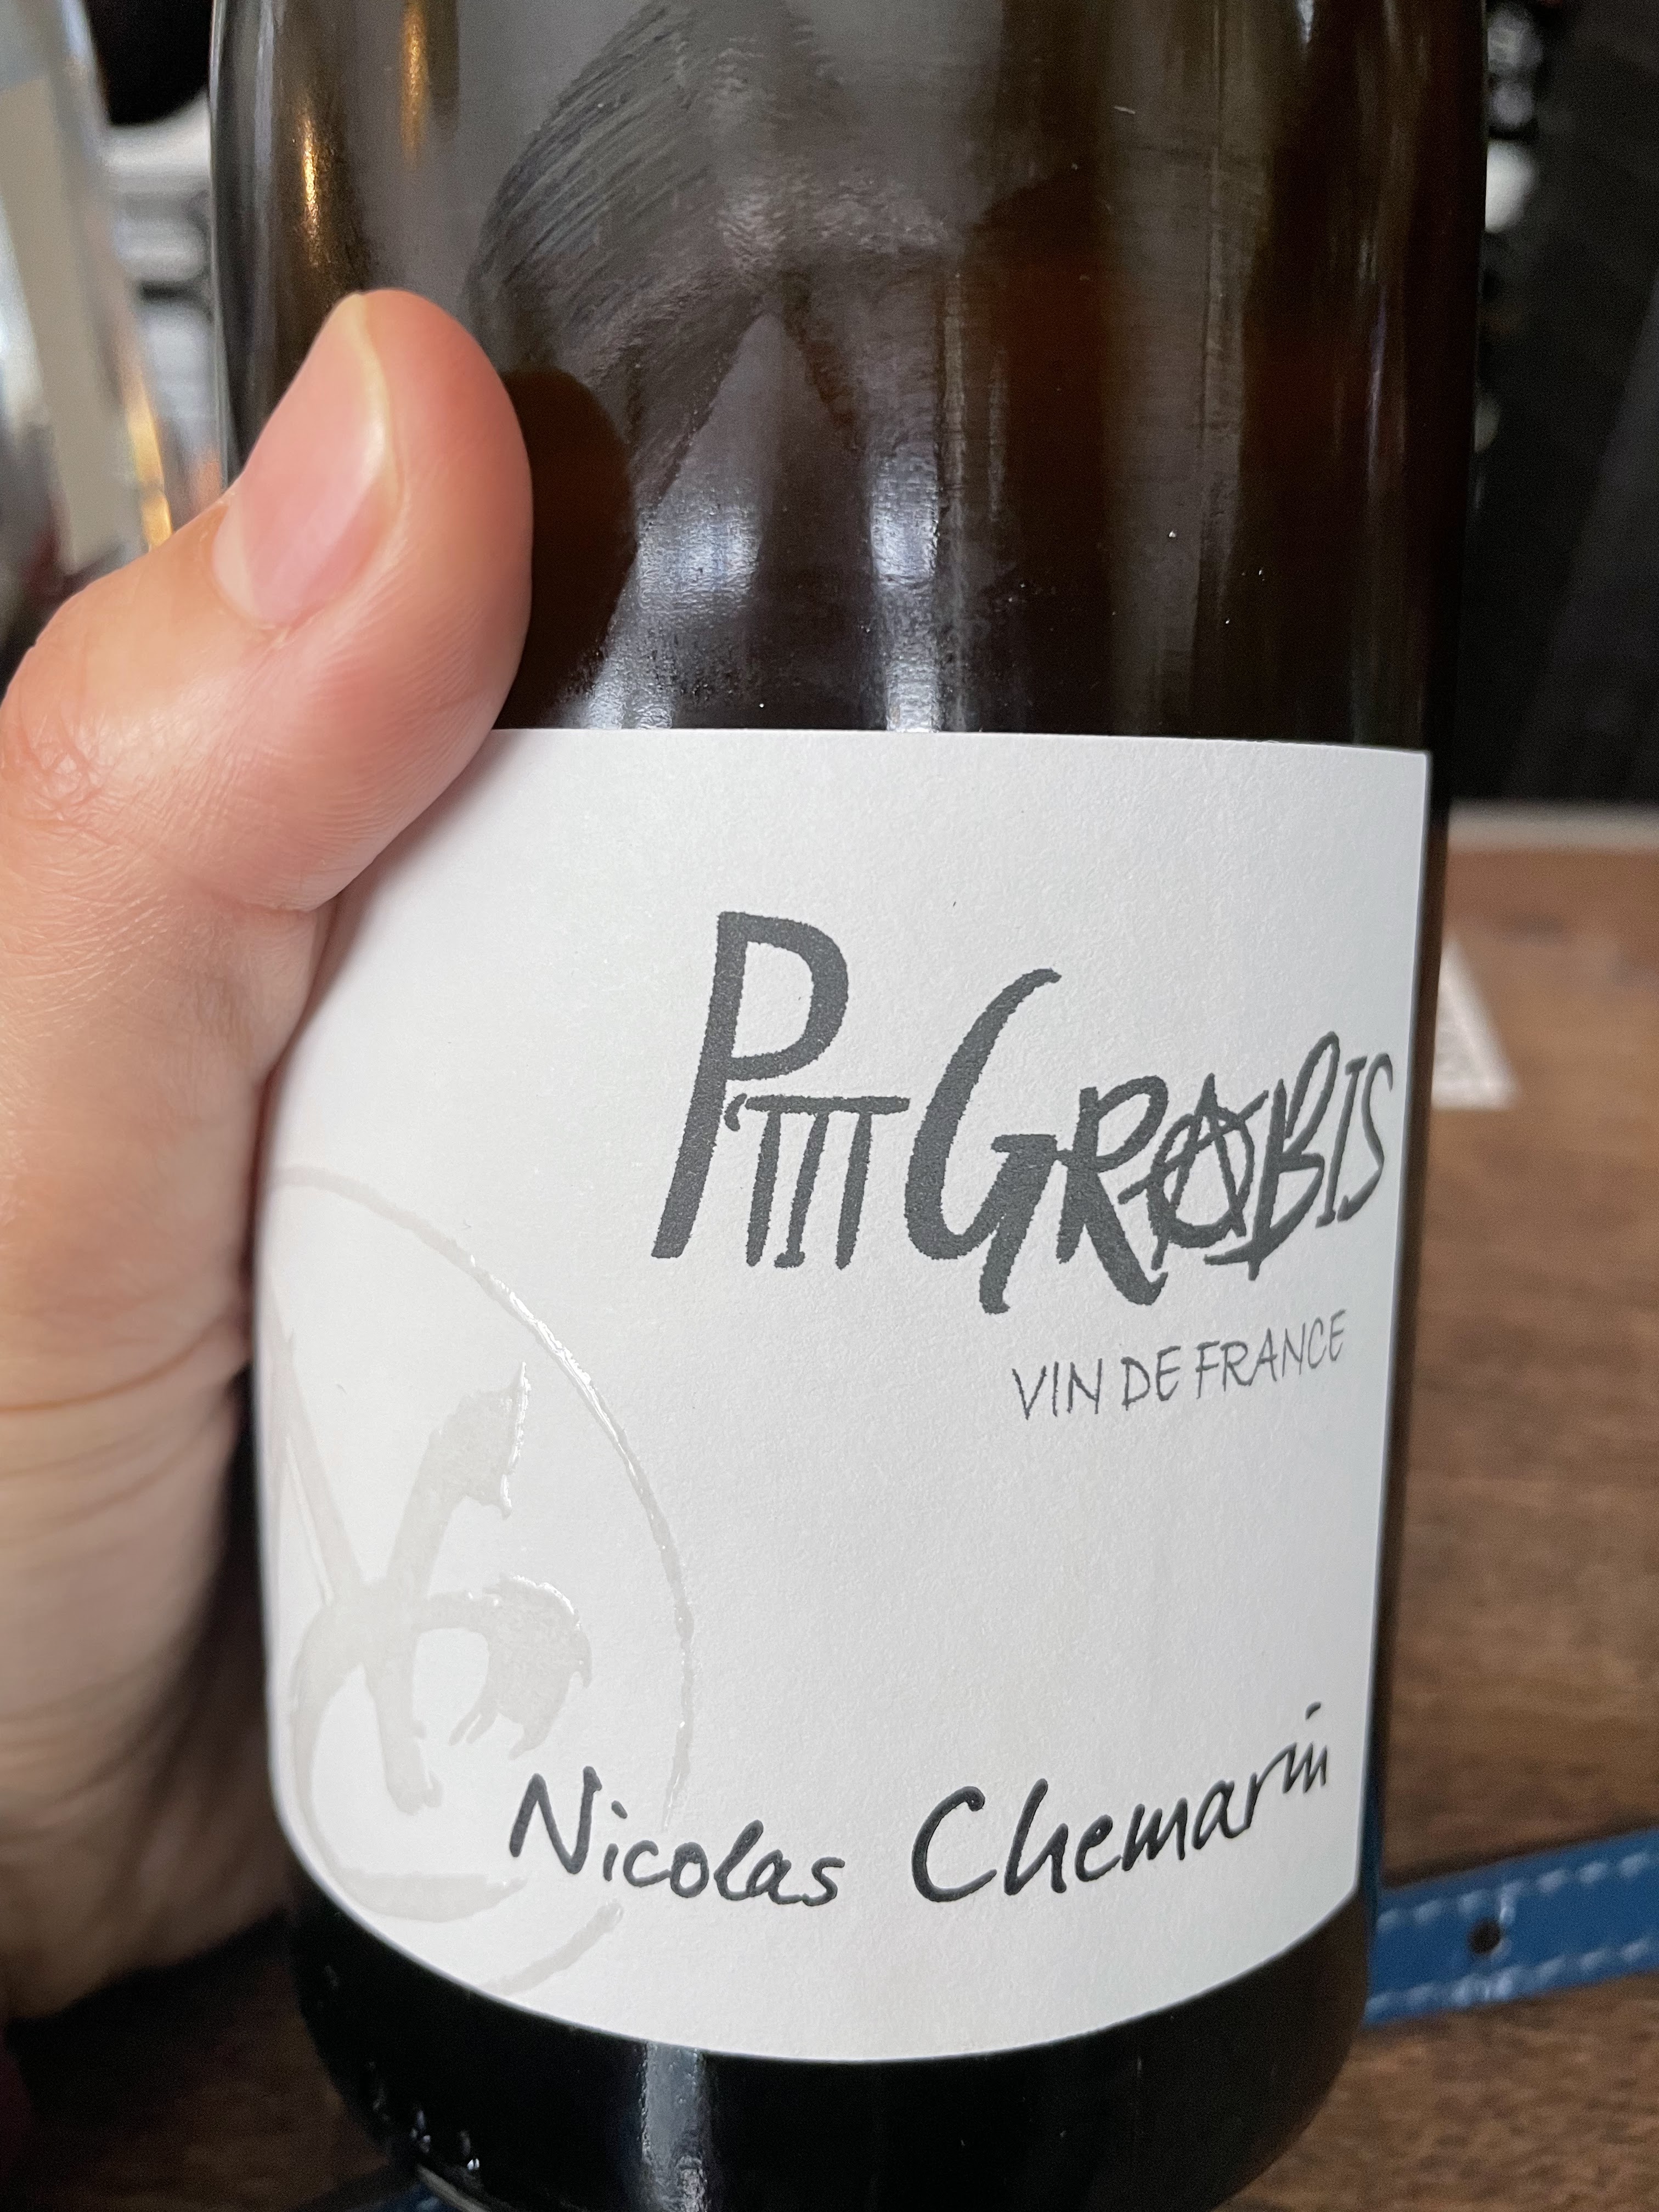 P'TIT GRABIS
VIN DE FRANCE
Nicolas Chemarin